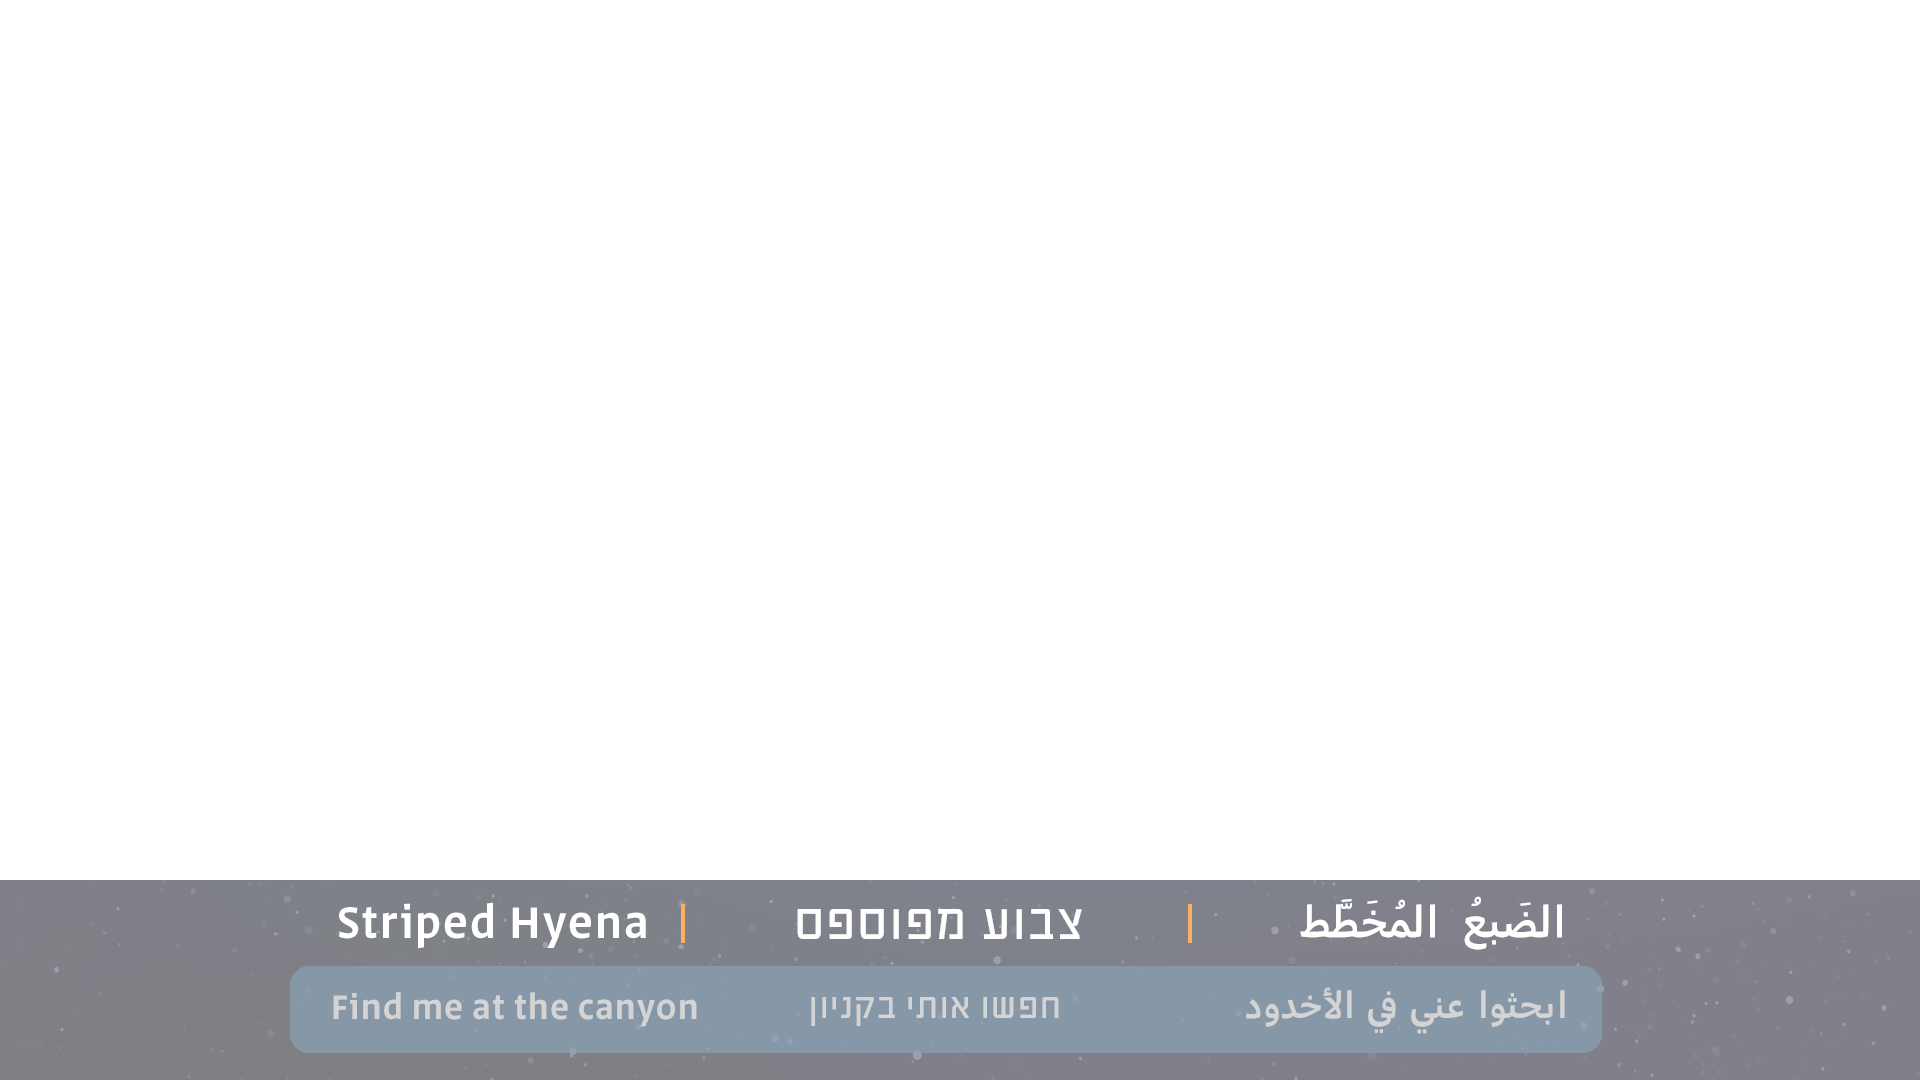 Striped Hyena | צבוע מפוספס | الضَبعُ المُخَطَّط
Find me at the canyon חפשו אותי בקניון ابحثوا عني في الأخدود